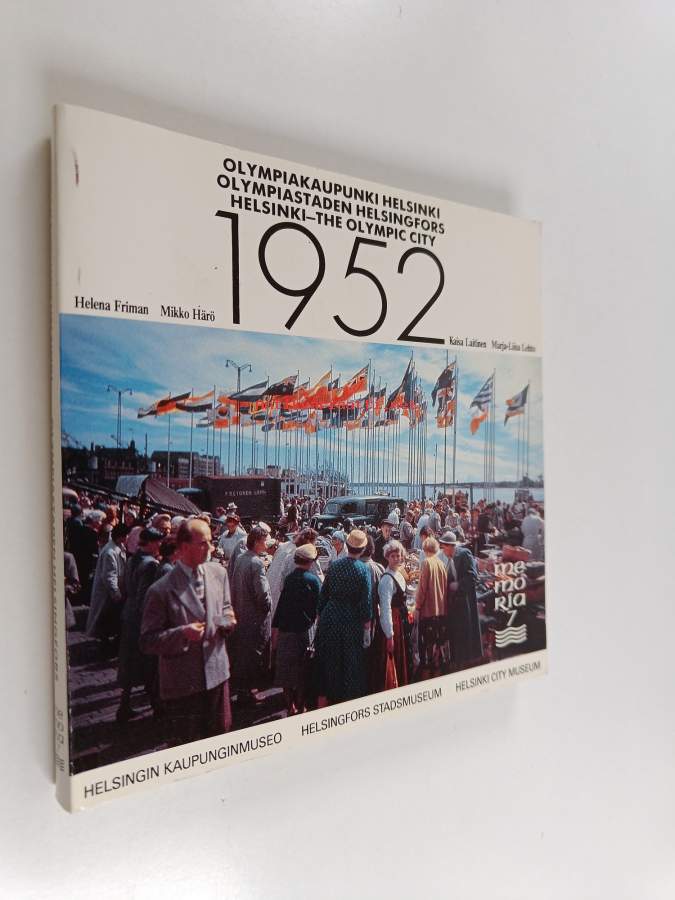 OLYMPIAKAUPUNKI HELSINKI
OLYMPIASTADEN HELSINGFORS
HELSINKI–THE OLYMPIC CITY
1952
Helena Friman Mikko Härö
Kaisa Laitinen Marja-Liisa Lehto
memoria
7
HELSINGIN KAUPUNGINMUSEO HELSINGFORS STADSMUSEUM HELSINKI CITY MUSEUM